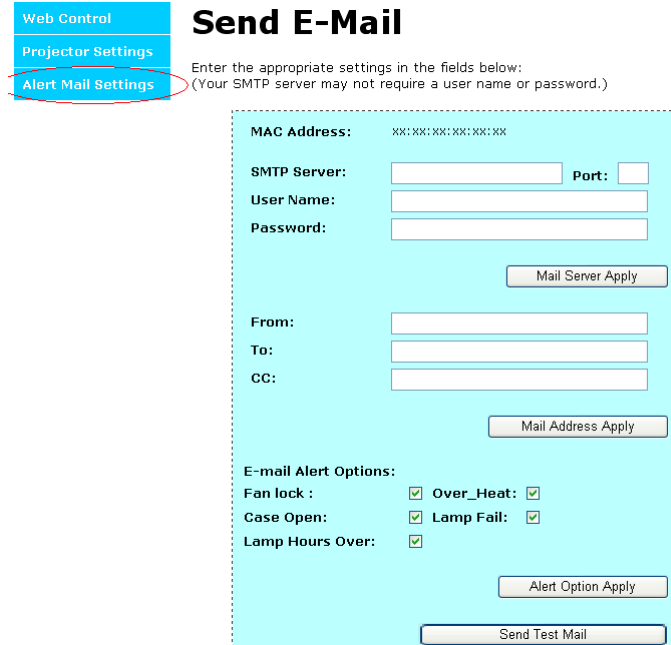 Web Control
Projector Settings
Alert Mail Settings
Send E-Mail
Enter the appropriate settings in the fields below:
(Your SMTP server may not require a user name or password.)
MAC Address: xx:xx:xx:xx:xx:xx
SMTP Server: Port:
User Name:
Password:
Mail Server Apply
From:
To:
CC:
Mail Address Apply
E-mail Alert Options:
Fan lock : Over_Heat:
Case Open: Lamp Fail:
Lamp Hours Over:
Alert Option Apply
Send Test Mail